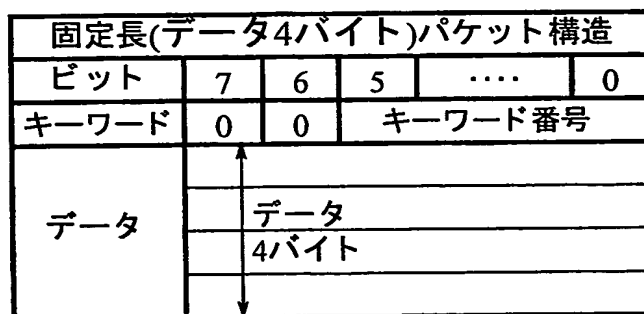 固定長(データ4バイト)パケット構造
ビット 7 6 5 ···· 0
キーワード 0 0 キーワード番号
データ データ
4バイト